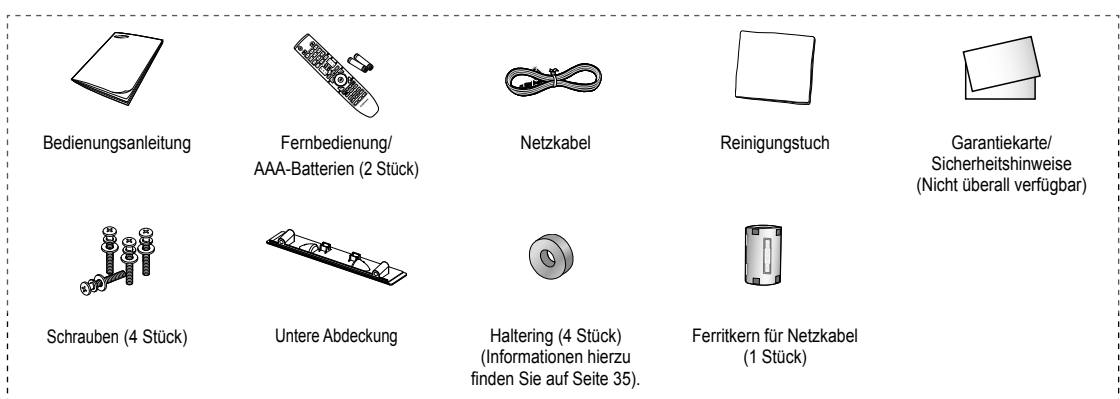 Bedienungsanleitung
Fernbedienung/
AAA-Batterien (2 Stück)
Netzkabel
Reinigungstuch
Garantiekarte/
Sicherheitshinweise
(Nicht überall verfügbar)
Schrauben (4 Stück)
Untere Abdeckung
Haltering (4 Stück)
(Informationen hierzu
finden Sie auf Seite 35).
Ferritkern für Netzkabel
(1 Stück)